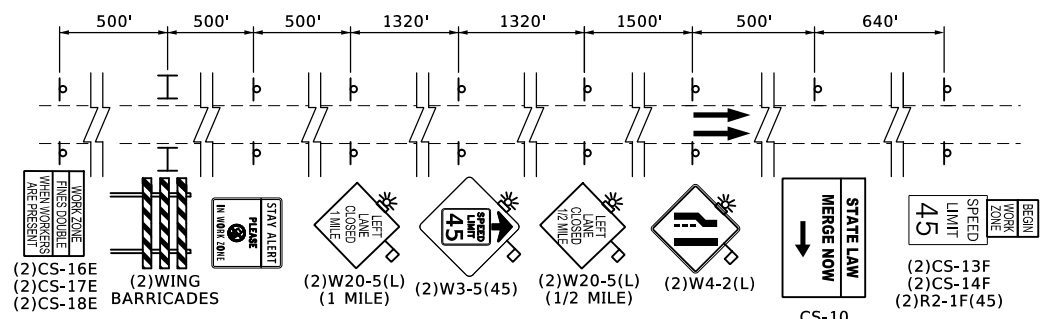 500'
500'
500'
1320'
1320'
1500'
500'
640'
WORK ZONE
FINES DOUBLE
WHEN WORKERS
ARE PRESENT
(2)CS-16E
(2)CS-17E
(2)CS-18E
(2)WING
BARRICADES
STAY ALERT
PLEASE
IN WORK ZONE
LEFT
LANE
CLOSED
1 MILE
(2)W20-5(L)
(1 MILE)
SPEED
LIMIT
45
(2)W3-5(45)
LEFT
LANE
CLOSED
1/2 MILE
(2)W20-5(L)
(1/2 MILE)
(2)W4-2(L)
STATE LAW
MERGE NOW
CS-10
BEGIN
WORK
ZONE
SPEED
LIMIT
45
(2)CS-13F
(2)CS-14F
(2)R2-1F(45)